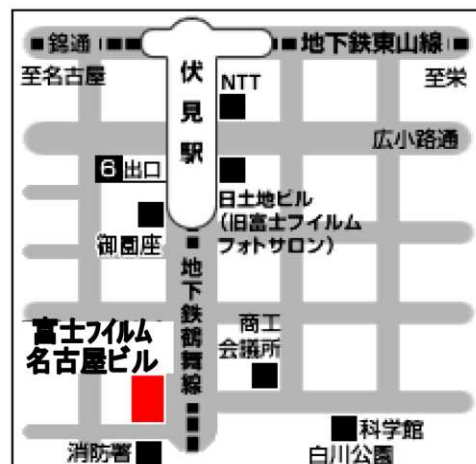 錦通
地下鉄東山線
至名古屋
伏見駅
NTT
至栄
広小路通
6 出口
日土地ビル
(旧富士フイルム
フォトサロン)
御園座
地下鉄鶴舞線
富士フイルム
名古屋ビル
商工
会議所
消防署
科学館
白川公園